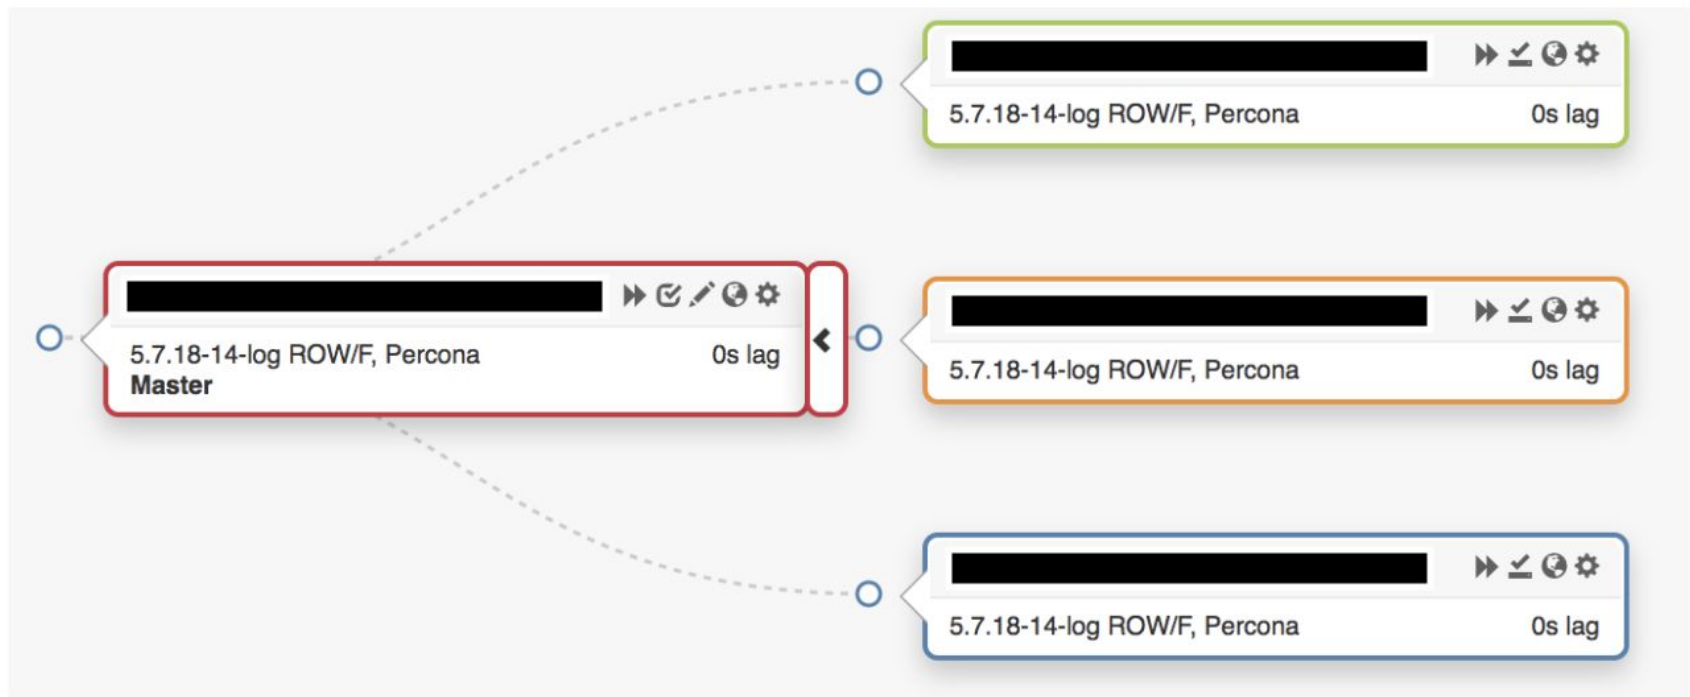 5.7.18-14-log ROW/F, Percona 0s lag
5.7.18-14-log ROW/F, Percona 0s lag
Master
5.7.18-14-log ROW/F, Percona 0s lag
5.7.18-14-log ROW/F, Percona 0s lag